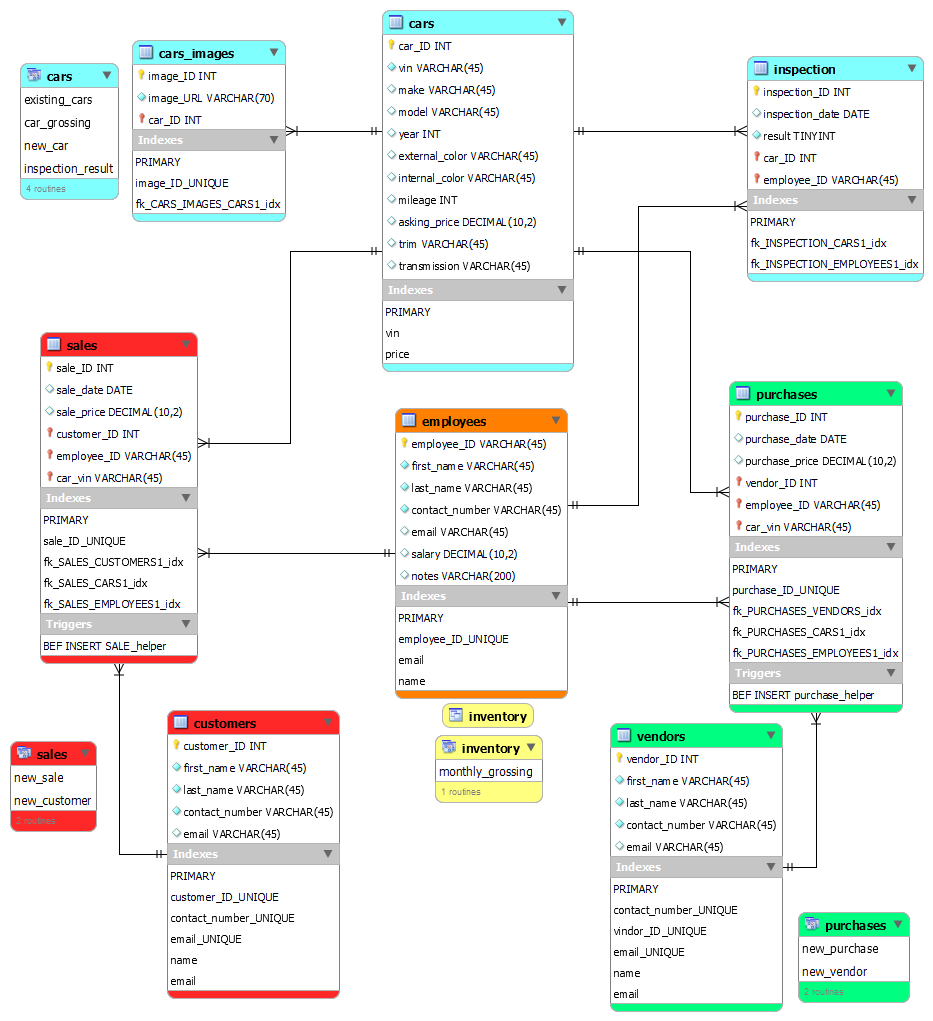 cars
existing_cars
car_grossing
new_car
inspection_result
4 routines
cars_images
image_ID INT
image_URL VARCHAR(70)
car_ID INT
Indexes
PRIMARY
image_ID_UNIQUE
fk_CARS_IMAGES_CARS1_idx
cars
car_ID INT
vin VARCHAR(45)
make VARCHAR(45)
model VARCHAR(45)
year INT
external_color VARCHAR(45)
internal_color VARCHAR(45)
mileage INT
asking_price DECIMAL(10,2)
trim VARCHAR(45)
transmission VARCHAR(45)
Indexes
PRIMARY
vin
price
inspection
inspection_ID INT
inspection_date DATE
result TINYINT
car_ID INT
employee_ID VARCHAR(45)
Indexes
PRIMARY
fk_INSPECTION_CARS1_idx
fk_INSPECTION_EMPLOYEES1_idx
sales
sale_ID INT
sale_date DATE
sale_price DECIMAL(10,2)
customer_ID INT
employee_ID VARCHAR(45)
car_vin VARCHAR(45)
Indexes
PRIMARY
sale_ID_UNIQUE
fk_SALES_CUSTOMERS1_idx
fk_SALES_CARS1_idx
fk_SALES_EMPLOYEES1_idx
Triggers
BEF INSERT SALE_helper
employees
employee_ID VARCHAR(45)
first_name VARCHAR(45)
last_name VARCHAR(45)
contact_number VARCHAR(45)
email VARCHAR(45)
salary DECIMAL(10,2)
notes VARCHAR(200)
Indexes
PRIMARY
employee_ID_UNIQUE
email
name
purchases
purchase_ID INT
purchase_date DATE
purchase_price DECIMAL(10,2)
vendor_ID INT
employee_ID VARCHAR(45)
car_vin VARCHAR(45)
Indexes
PRIMARY
purchase_ID_UNIQUE
fk_PURCHASES_VENDORS_idx
fk_PURCHASES_CARS1_idx
fk_PURCHASES_EMPLOYEES1_idx
Triggers
BEF INSERT purchase_helper
sales
new_sale
new_customer
2 routines
customers
customer_ID INT
first_name VARCHAR(45)
last_name VARCHAR(45)
contact_number VARCHAR(45)
email VARCHAR(45)
Indexes
PRIMARY
customer_ID_UNIQUE
contact_number_UNIQUE
email_UNIQUE
name
email
inventory
inventory
monthly_grossing
1 routines
vendors
vendor_ID INT
first_name VARCHAR(45)
last_name VARCHAR(45)
contact_number VARCHAR(45)
email VARCHAR(45)
Indexes
PRIMARY
contact_number_UNIQUE
vindor_ID_UNIQUE
email_UNIQUE
name
email
purchases
new_purchase
new_vendor
2 routines